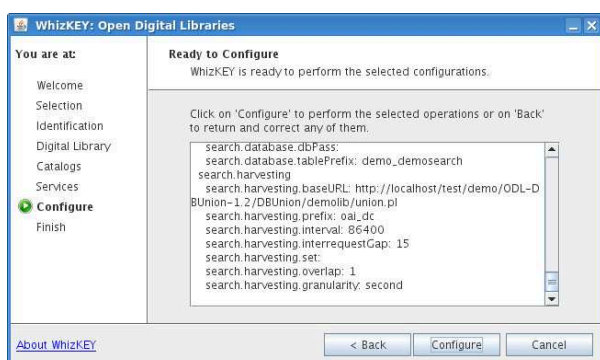 WhizKEY: Open Digital Libraries
You are at:
Welcome
Selection
Identification
Digital Library
Catalogs
Services
Configure
Finish
Ready to Configure
WhizKEY is ready to perform the selected configurations.
Click on 'Configure' to perform the selected operations or on 'Back'
to return and correct any of them.
search.database.dbPass:
search.database.tablePrefix: demo_demosearch
search.harvesting
search.harvesting.baseURL: http://localhost/test/demo/ODL-D
BUnion-1.2/DBUnion/demolib/union.pl
search.harvesting.prefix: oai_dc
search.harvesting.interval: 86400
search.harvesting.interrequestGap: 15
search.harvesting.set:
search.harvesting.overlap: 1
search.harvesting.granularity: second
About WhizKEY
< Back
Configure
Cancel